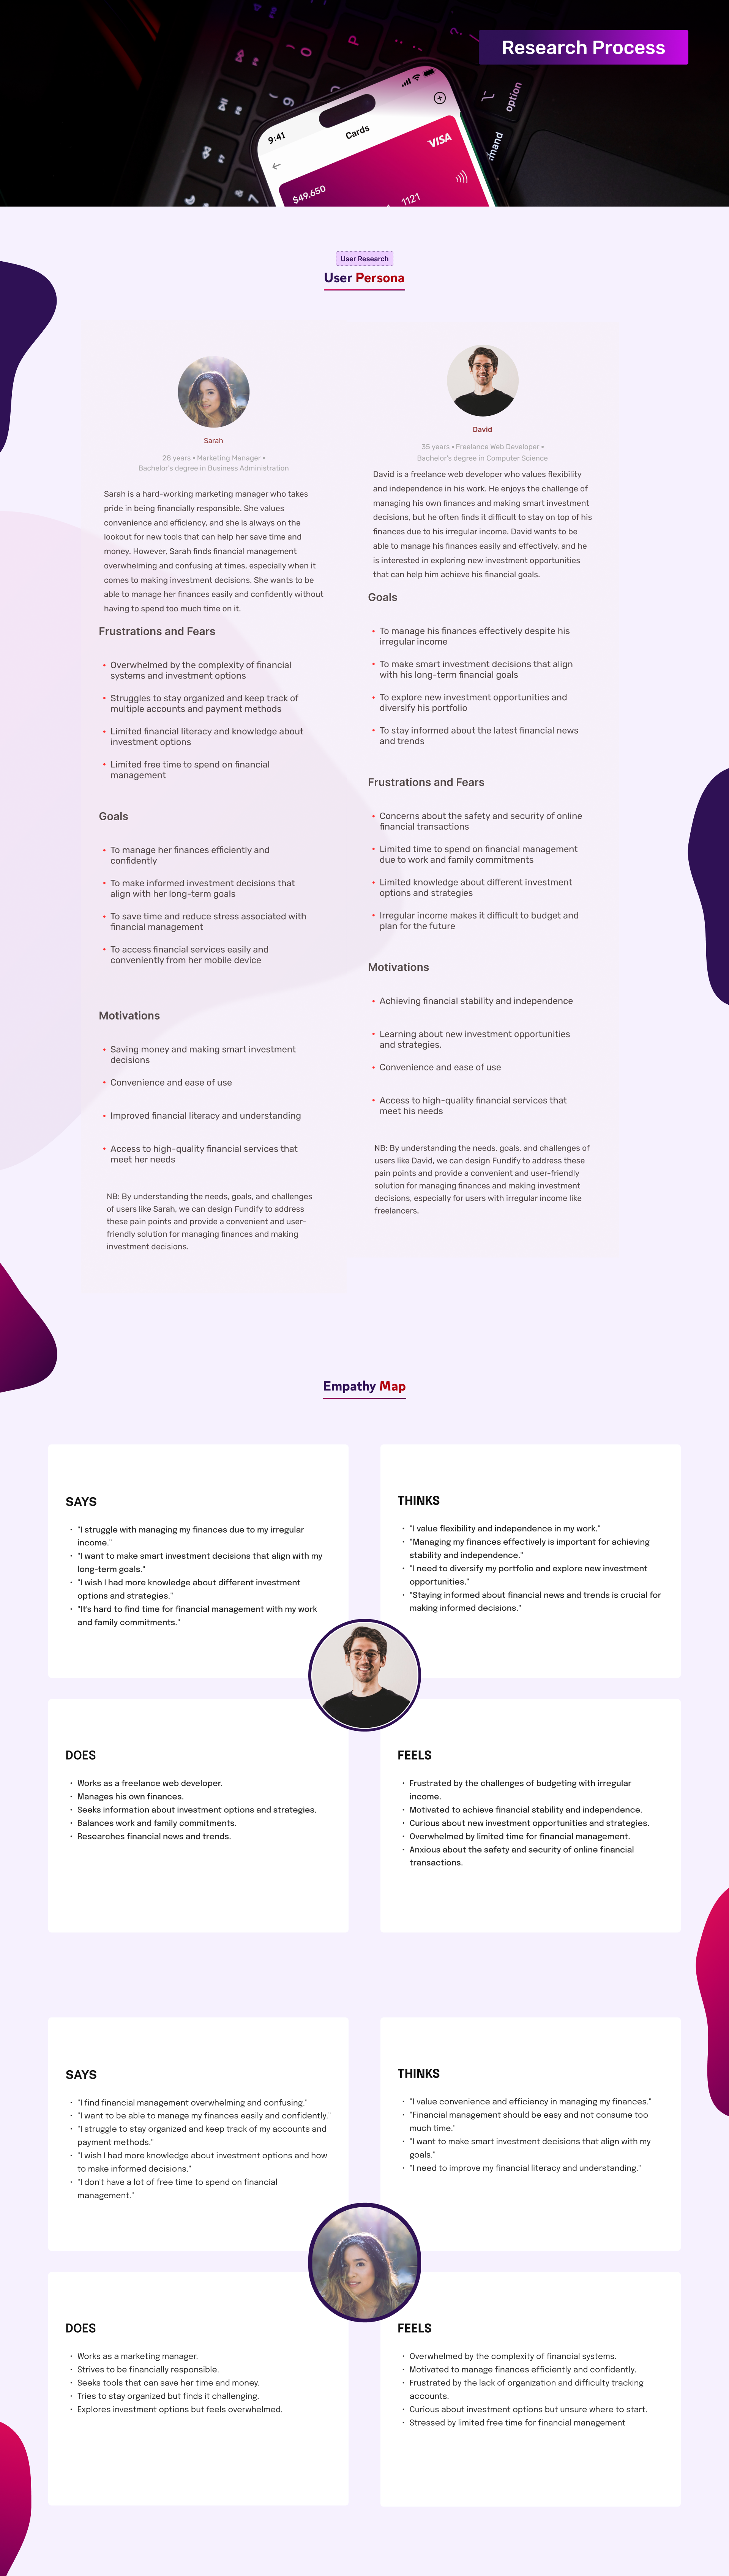 Research Process
option
mand
9:41
Cards
VISA
$49,650
1121
User Research
User Persona
Sarah
28 years • Marketing Manager •
Bachelor's degree in Business Administration
Sarah is a hard-working marketing manager who takes
pride in being financially responsible. She values
convenience and efficiency, and she is always on the
lookout for new tools that can help her save time and
money. However, Sarah finds financial management
overwhelming and confusing at times, especially when it
comes to making investment decisions. She wants to be
able to manage her finances easily and confidently without
having to spend too much time on it.
Frustrations and Fears
• Overwhelmed by the complexity of financial
systems and investment options
• Struggles to stay organized and keep track of
multiple accounts and payment methods
• Limited financial literacy and knowledge about
investment options
• Limited free time to spend on financial
management
Goals
• To manage her finances efficiently and
confidently
• To make informed investment decisions that
align with her long-term goals
• To save time and reduce stress associated with
financial management
• To access financial services easily and
conveniently from her mobile device
Motivations
• Saving money and making smart investment
decisions
• Convenience and ease of use
• Improved financial literacy and understanding
• Access to high-quality financial services that
meet her needs
NB: By understanding the needs, goals, and challenges
of users like Sarah, we can design Fundify to address
these pain points and provide a convenient and user-
friendly solution for managing finances and making
investment decisions.
David
35 years • Freelance Web Developer •
Bachelor's degree in Computer Science
David is a freelance web developer who values flexibility
and independence in his work. He enjoys the challenge of
managing his own finances and making smart investment
decisions, but he often finds it difficult to stay on top of his
finances due to his irregular income. David wants to be
able to manage his finances easily and effectively, and he
is interested in exploring new investment opportunities
that can help him achieve his financial goals.
Goals
• To manage his finances effectively despite his
irregular income
• To make smart investment decisions that align
with his long-term financial goals
• To explore new investment opportunities and
diversify his portfolio
• To stay informed about the latest financial news
and trends
Frustrations and Fears
• Concerns about the safety and security of online
financial transactions
• Limited time to spend on financial management
due to work and family commitments
• Limited knowledge about different investment
options and strategies
• Irregular income makes it difficult to budget and
plan for the future
Motivations
• Achieving financial stability and independence
• Learning about new investment opportunities
and strategies.
• Convenience and ease of use
• Access to high-quality financial services that
meet his needs
NB: By understanding the needs, goals, and challenges of
users like David, we can design Fundify to address these
pain points and provide a convenient and user-friendly
solution for managing finances and making investment
decisions, especially for users with irregular income like
freelancers.
Empathy Map
SAYS
• "I struggle with managing my finances due to my irregular
income."
• "I want to make smart investment decisions that align with my
long-term goals."
• "I wish I had more knowledge about different investment
options and strategies."
• "It's hard to find time for financial management with my work
and family commitments."
THINKS
• "I value flexibility and independence in my work."
• "Managing my finances effectively is important for achieving
stability and independence."
• "I need to diversify my portfolio and explore new investment
opportunities."
• "Staying informed about financial news and trends is crucial for
making informed decisions."
DOES
• Works as a freelance web developer.
• Manages his own finances.
• Seeks information about investment options and strategies.
• Balances work and family commitments.
• Researches financial news and trends.
FEELS
• Frustrated by the challenges of budgeting with irregular
income.
• Motivated to achieve financial stability and independence.
• Curious about new investment opportunities and strategies.
• Overwhelmed by limited time for financial management.
• Anxious about the safety and security of online financial
transactions.
SAYS
• "I find financial management overwhelming and confusing."
• "I want to be able to manage my finances easily and confidently."
• "I struggle to stay organized and keep track of my accounts and
payment methods."
• "I wish I had more knowledge about investment options and how
to make informed decisions."
• "I don't have a lot of free time to spend on financial
management."
THINKS
• "I value convenience and efficiency in managing my finances."
• "Financial management should be easy and not consume too
much time."
• "I want to make smart investment decisions that align with my
goals."
• "I need to improve my financial literacy and understanding."
DOES
• Works as a marketing manager.
• Strives to be financially responsible.
• Seeks tools that can save her time and money.
• Tries to stay organized but finds it challenging.
• Explores investment options but feels overwhelmed.
FEELS
• Overwhelmed by the complexity of financial systems.
• Motivated to manage finances efficiently and confidently.
• Frustrated by the lack of organization and difficulty tracking
accounts.
• Curious about investment options but unsure where to start.
• Stressed by limited free time for financial management